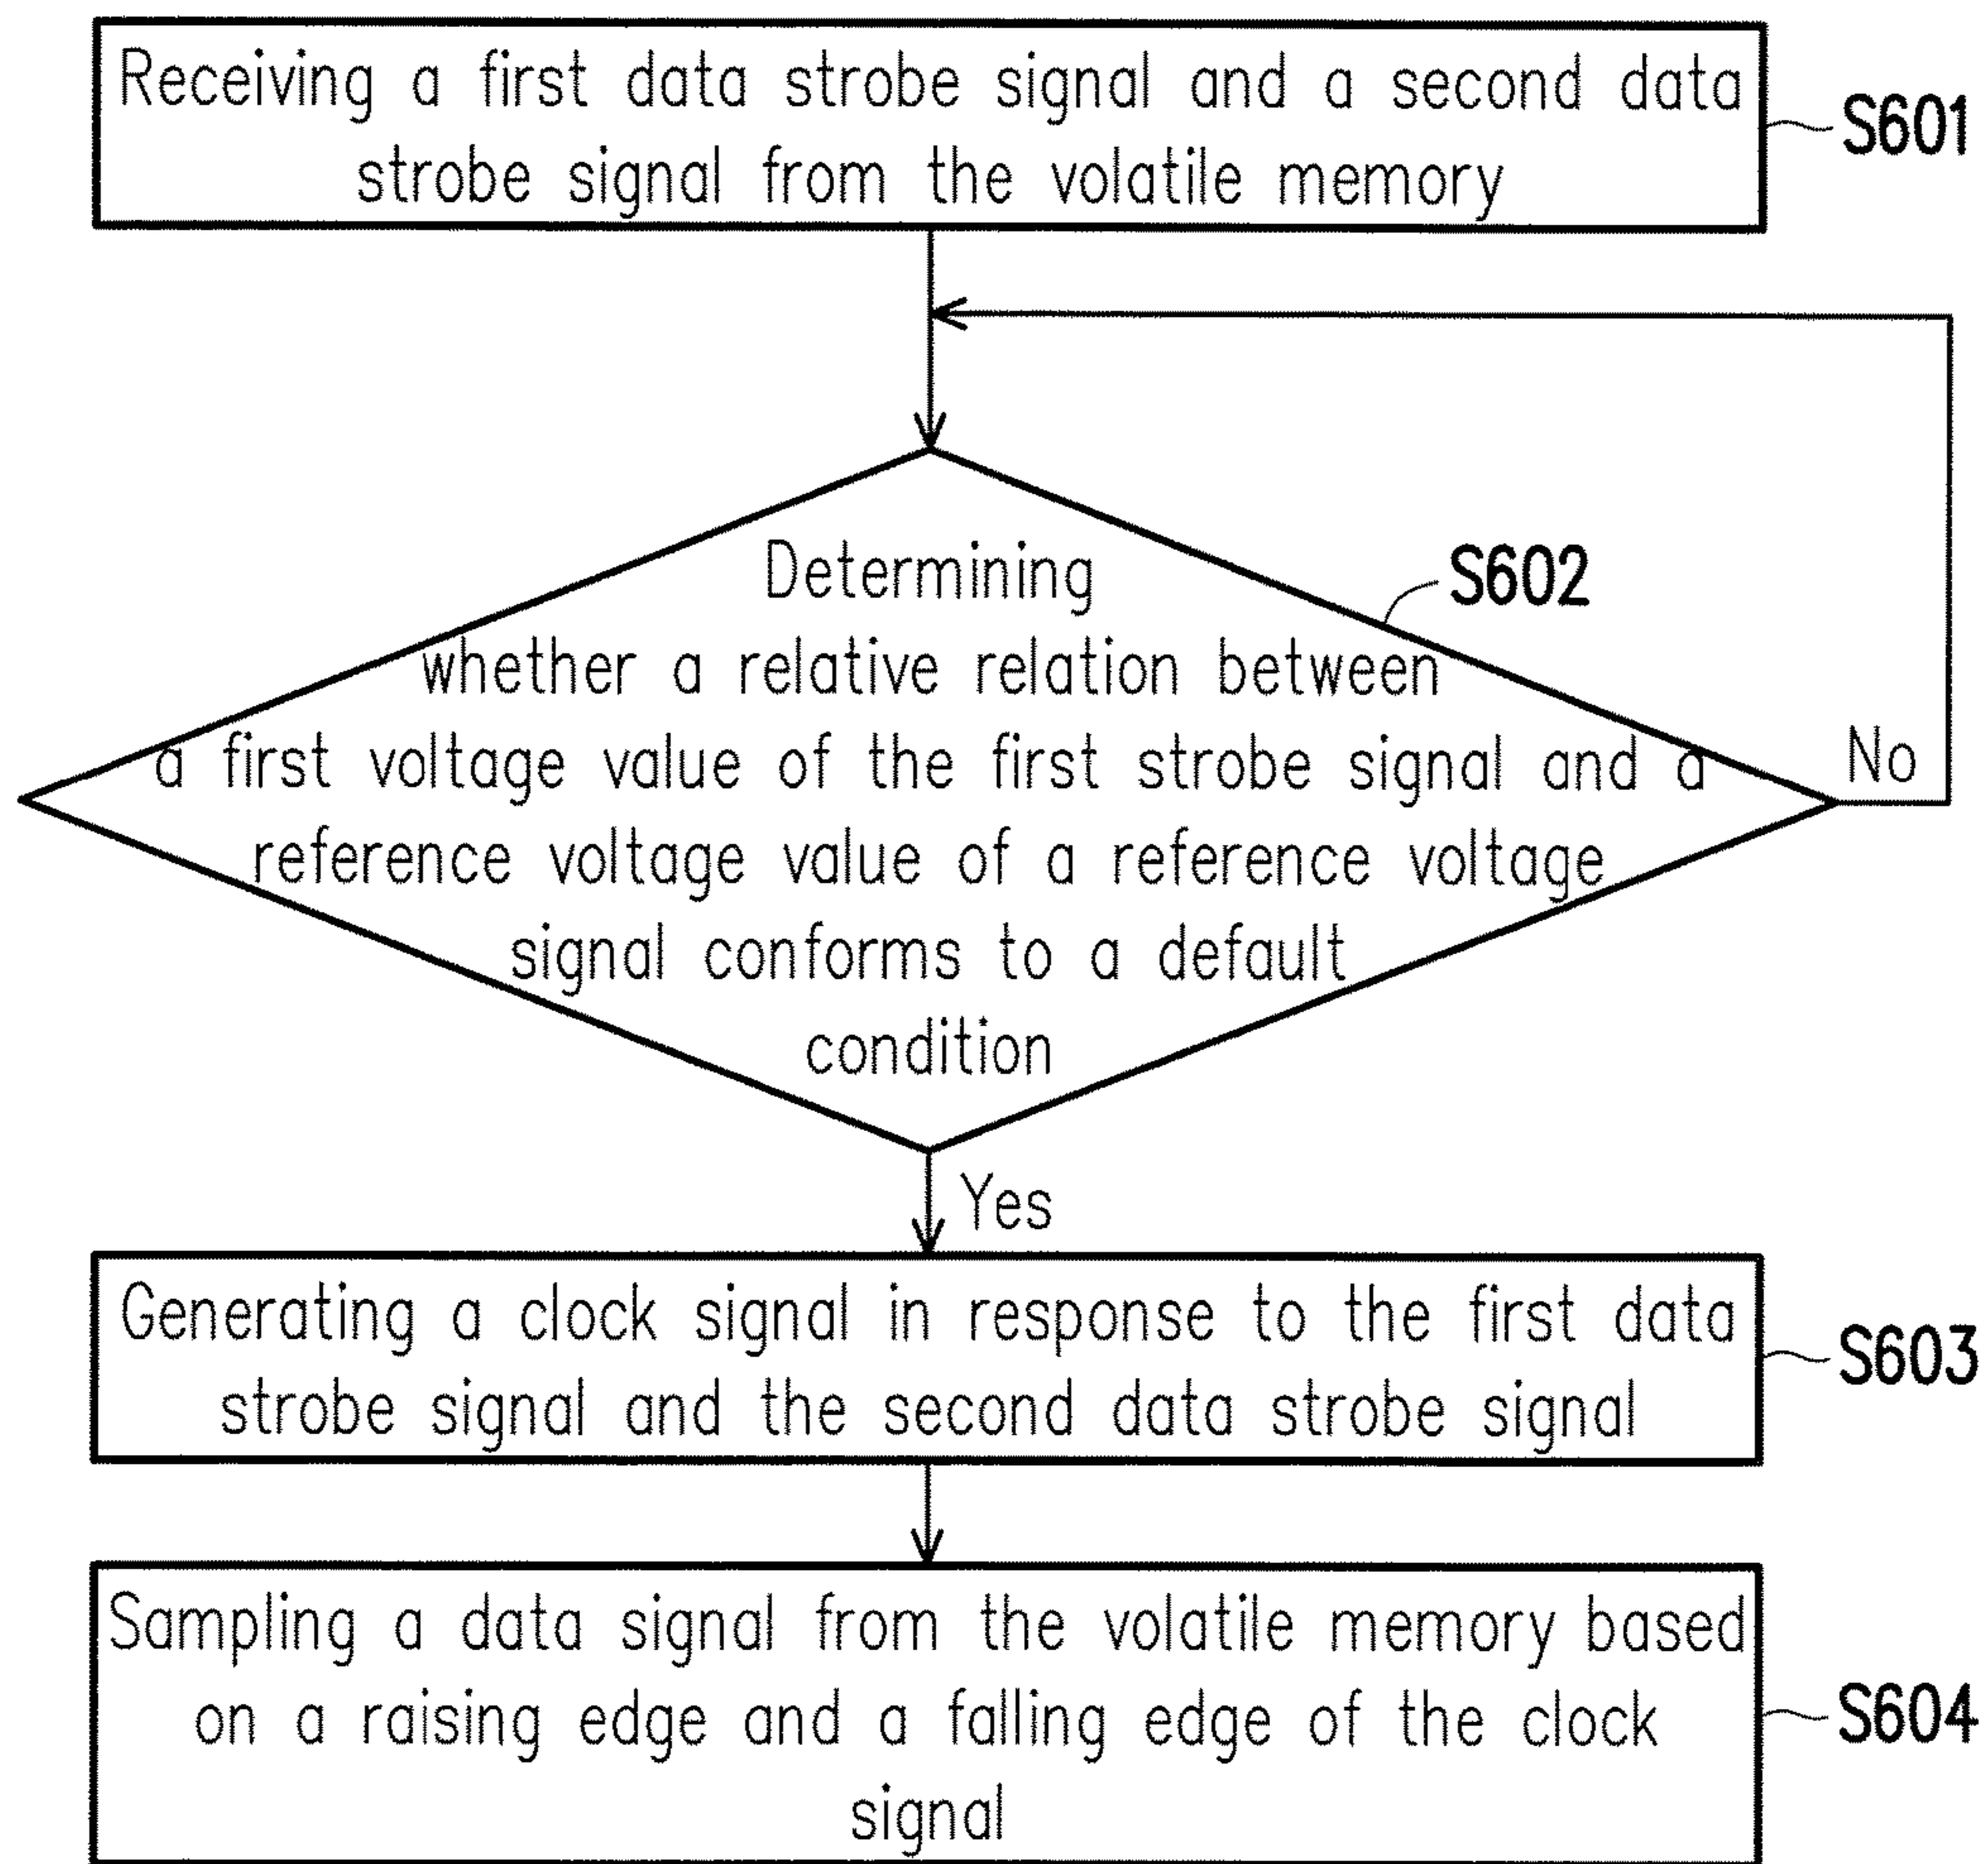 Receiving a first data strobe signal and a second data
strobe signal from the volatile memory
S601
Determining
whether a relative relation between
a first voltage value of the first strobe signal and a
reference voltage value of a reference voltage
signal conforms to a default
condition
S602
No
Yes
Generating a clock signal in response to the first data
strobe signal and the second data strobe signal
S603
Sampling a data signal from the volatile memory based
on a raising edge and a falling edge of the clock
signal
S604